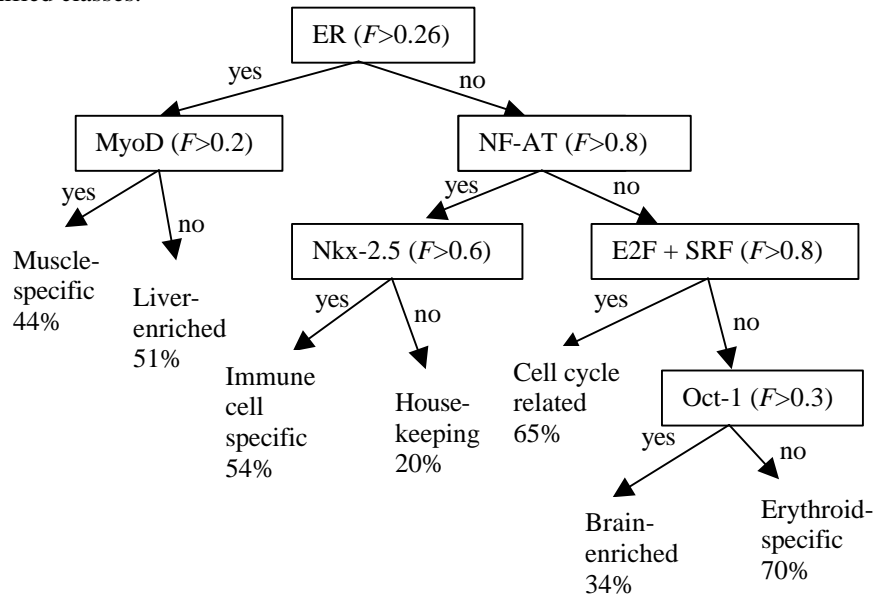 ER (F>0.26)
yes
no
MyoD (F>0.2)
NF-AT (F>0.8)
yes
no
yes
no
Nkx-2.5 (F>0.6)
E2F + SRF (F>0.8)
Muscle-
specific
44%
Liver-
enriched
51%
yes
no
yes
no
Immune
cell
specific
54%
House-
keeping
20%
Cell cycle
related
65%
Oct-1 (F>0.3)
yes
no
Brain-
enriched
34%
Erythroid-
specific
70%